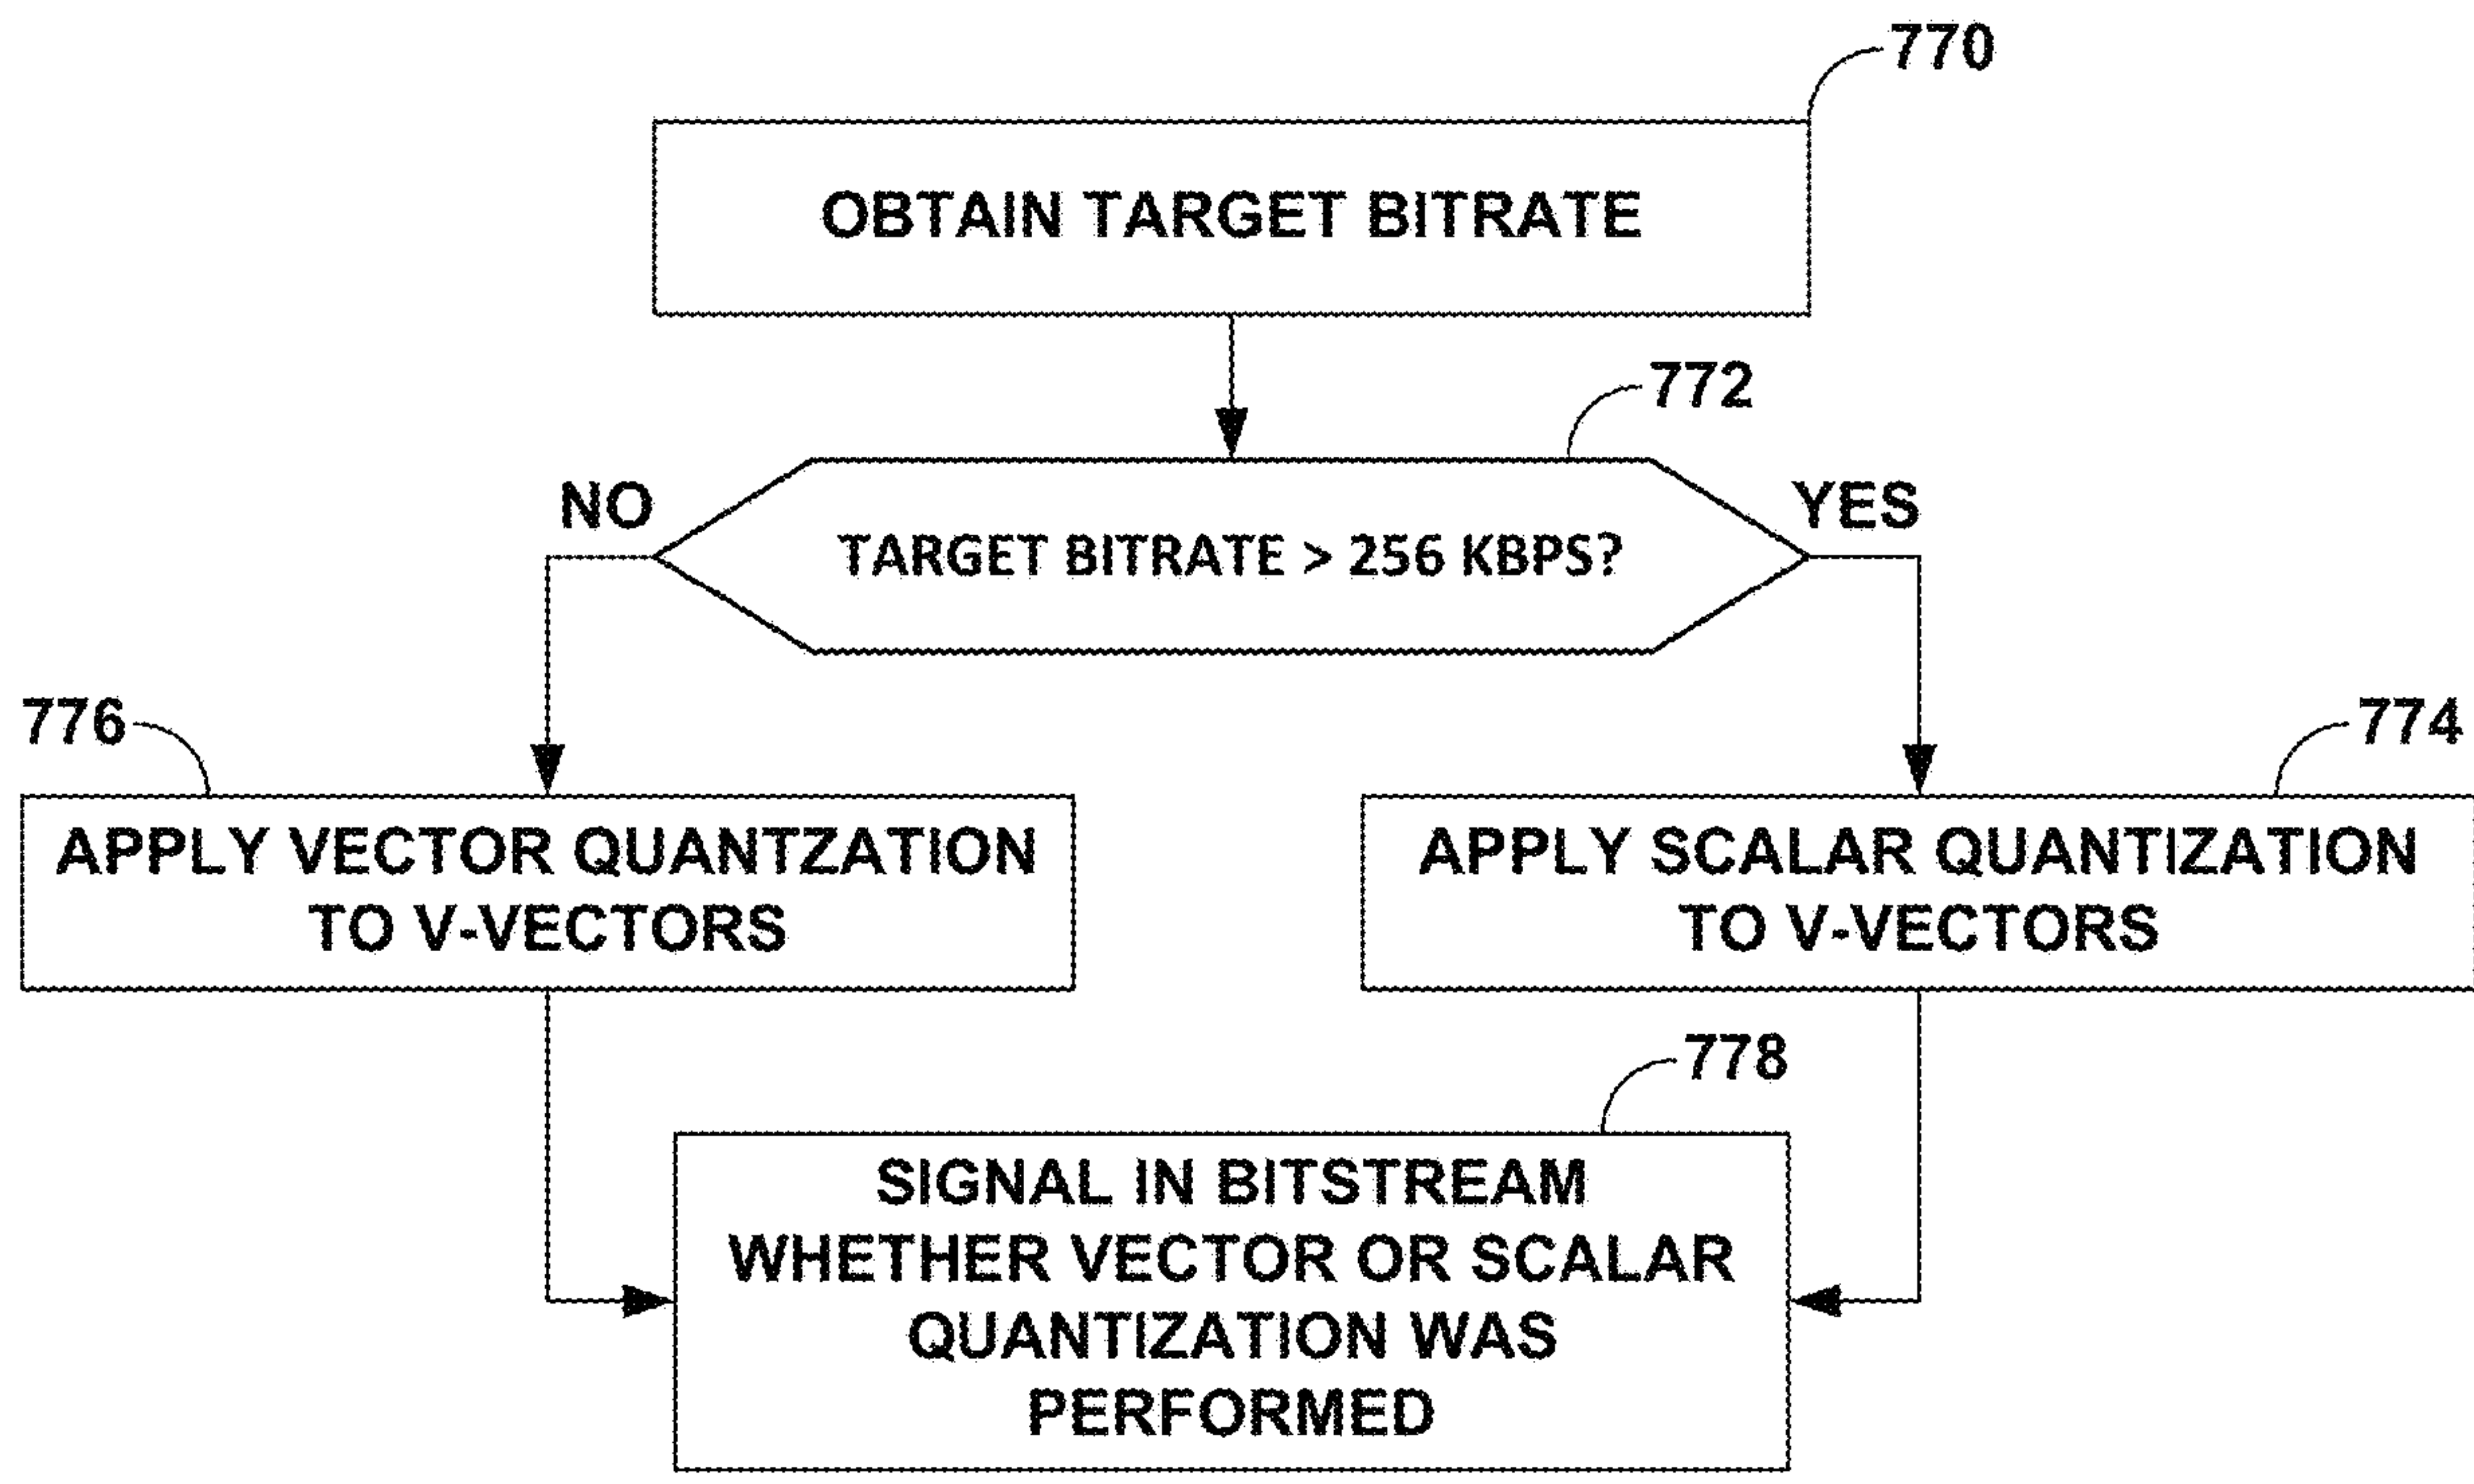 770
OBTAIN TARGET BITRATE
772
NO
YES
TARGET BITRATE > 256 KBPS?
776
774
APPLY VECTOR QUANTZATION
TO V-VECTORS
APPLY SCALAR QUANTIZATION
TO V-VECTORS
778
SIGNAL IN BITSTREAM
WHETHER VECTOR OR SCALAR
QUANTIZATION WAS
PERFORMED